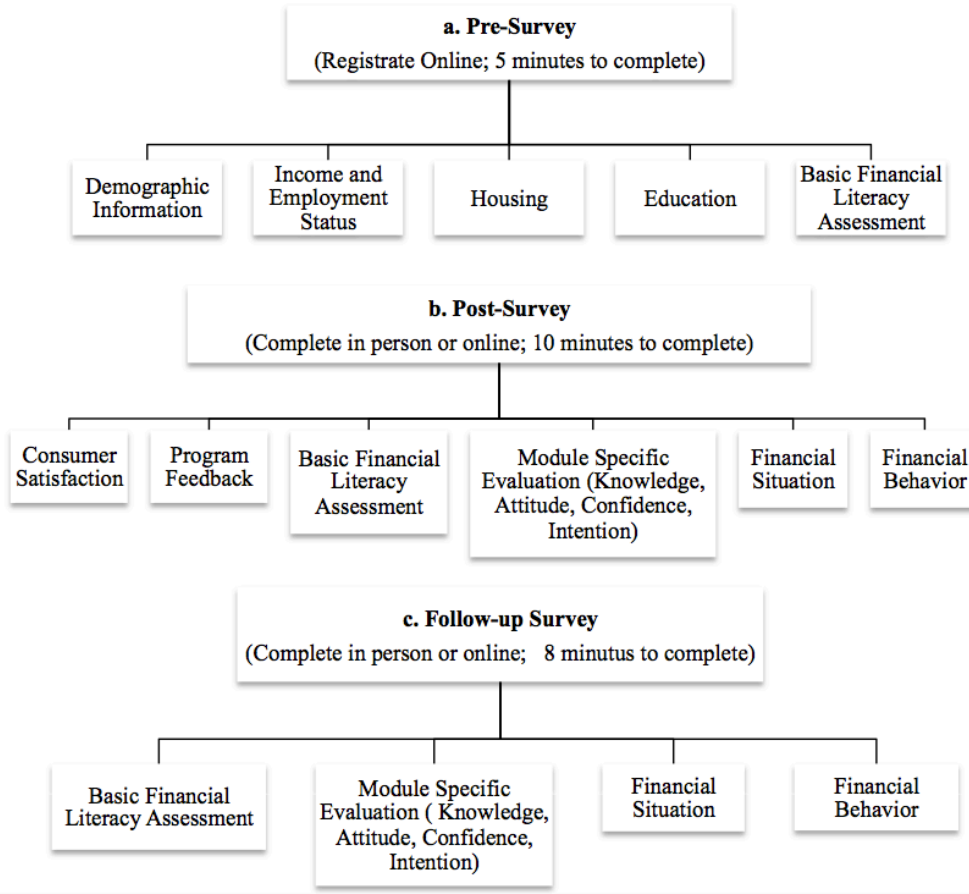 a. Pre-Survey
(Registrate Online; 5 minutes to complete)
Demographic
Information
Income and
Employment
Status
Housing
Education
Basic Financial
Literacy
Assessment
b. Post-Survey
(Complete in person or online; 10 minutes to complete)
Consumer
Satisfaction
Program
Feedback
Basic Financial
Literacy
Assessment
Module Specific
Evaluation (Knowledge,
Attitude, Confidence,
Intention)
Financial
Situation
Financial
Behavior
c. Follow-up Survey
(Complete in person or online;   8 minutus to complete)
Basic Financial
Literacy Assessment
Module Specific
Evaluation ( Knowledge,
Attitude, Confidence,
Intention)
Financial
Situation
Financial
Behavior